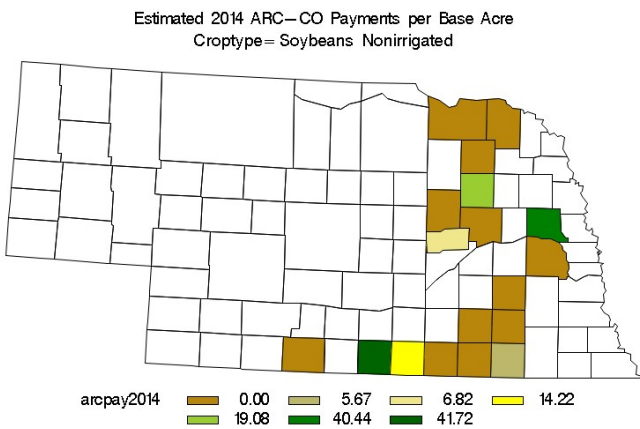 Estimated 2014 ARC-CO Payments per Base Acre
Croptype= Soybeans Nonirrigated
arcpay2014 0.00 5.67 6.82 14.22
19.08 40.44 41.72